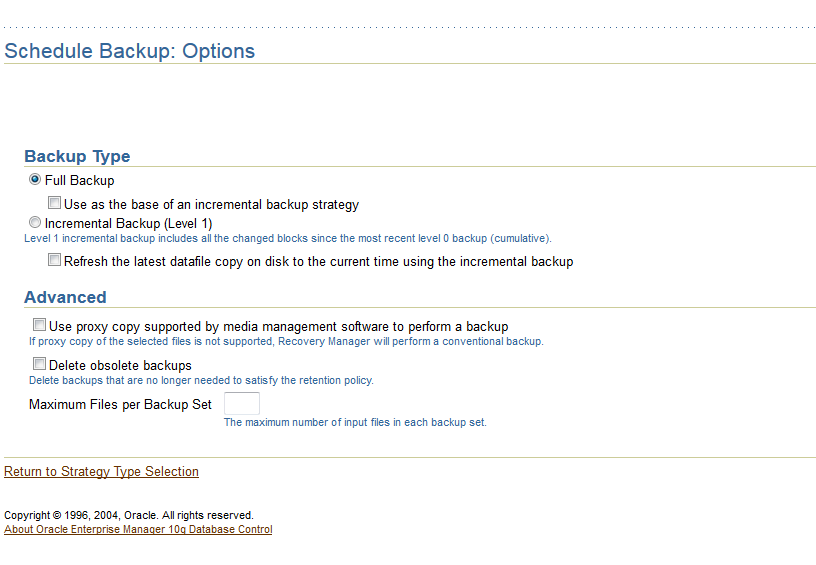 Schedule Backup: Options
Backup Type
Full Backup
Use as the base of an incremental backup strategy
Incremental Backup (Level 1)
Level 1 incremental backup includes all the changed blocks since the most recent level 0 backup (cumulative).
Refresh the latest datafile copy on disk to the current time using the incremental backup
Advanced
Use proxy copy supported by media management software to perform a backup
If proxy copy of the selected files is not supported, Recovery Manager will perform a conventional backup.
Delete obsolete backups
Delete backups that are no longer needed to satisfy the retention policy.
Maximum Files per Backup Set
The maximum number of input files in each backup set.
Return to Strategy Type Selection
Copyright © 1996, 2004, Oracle. All rights reserved.
About Oracle Enterprise Manager 10g Database Control